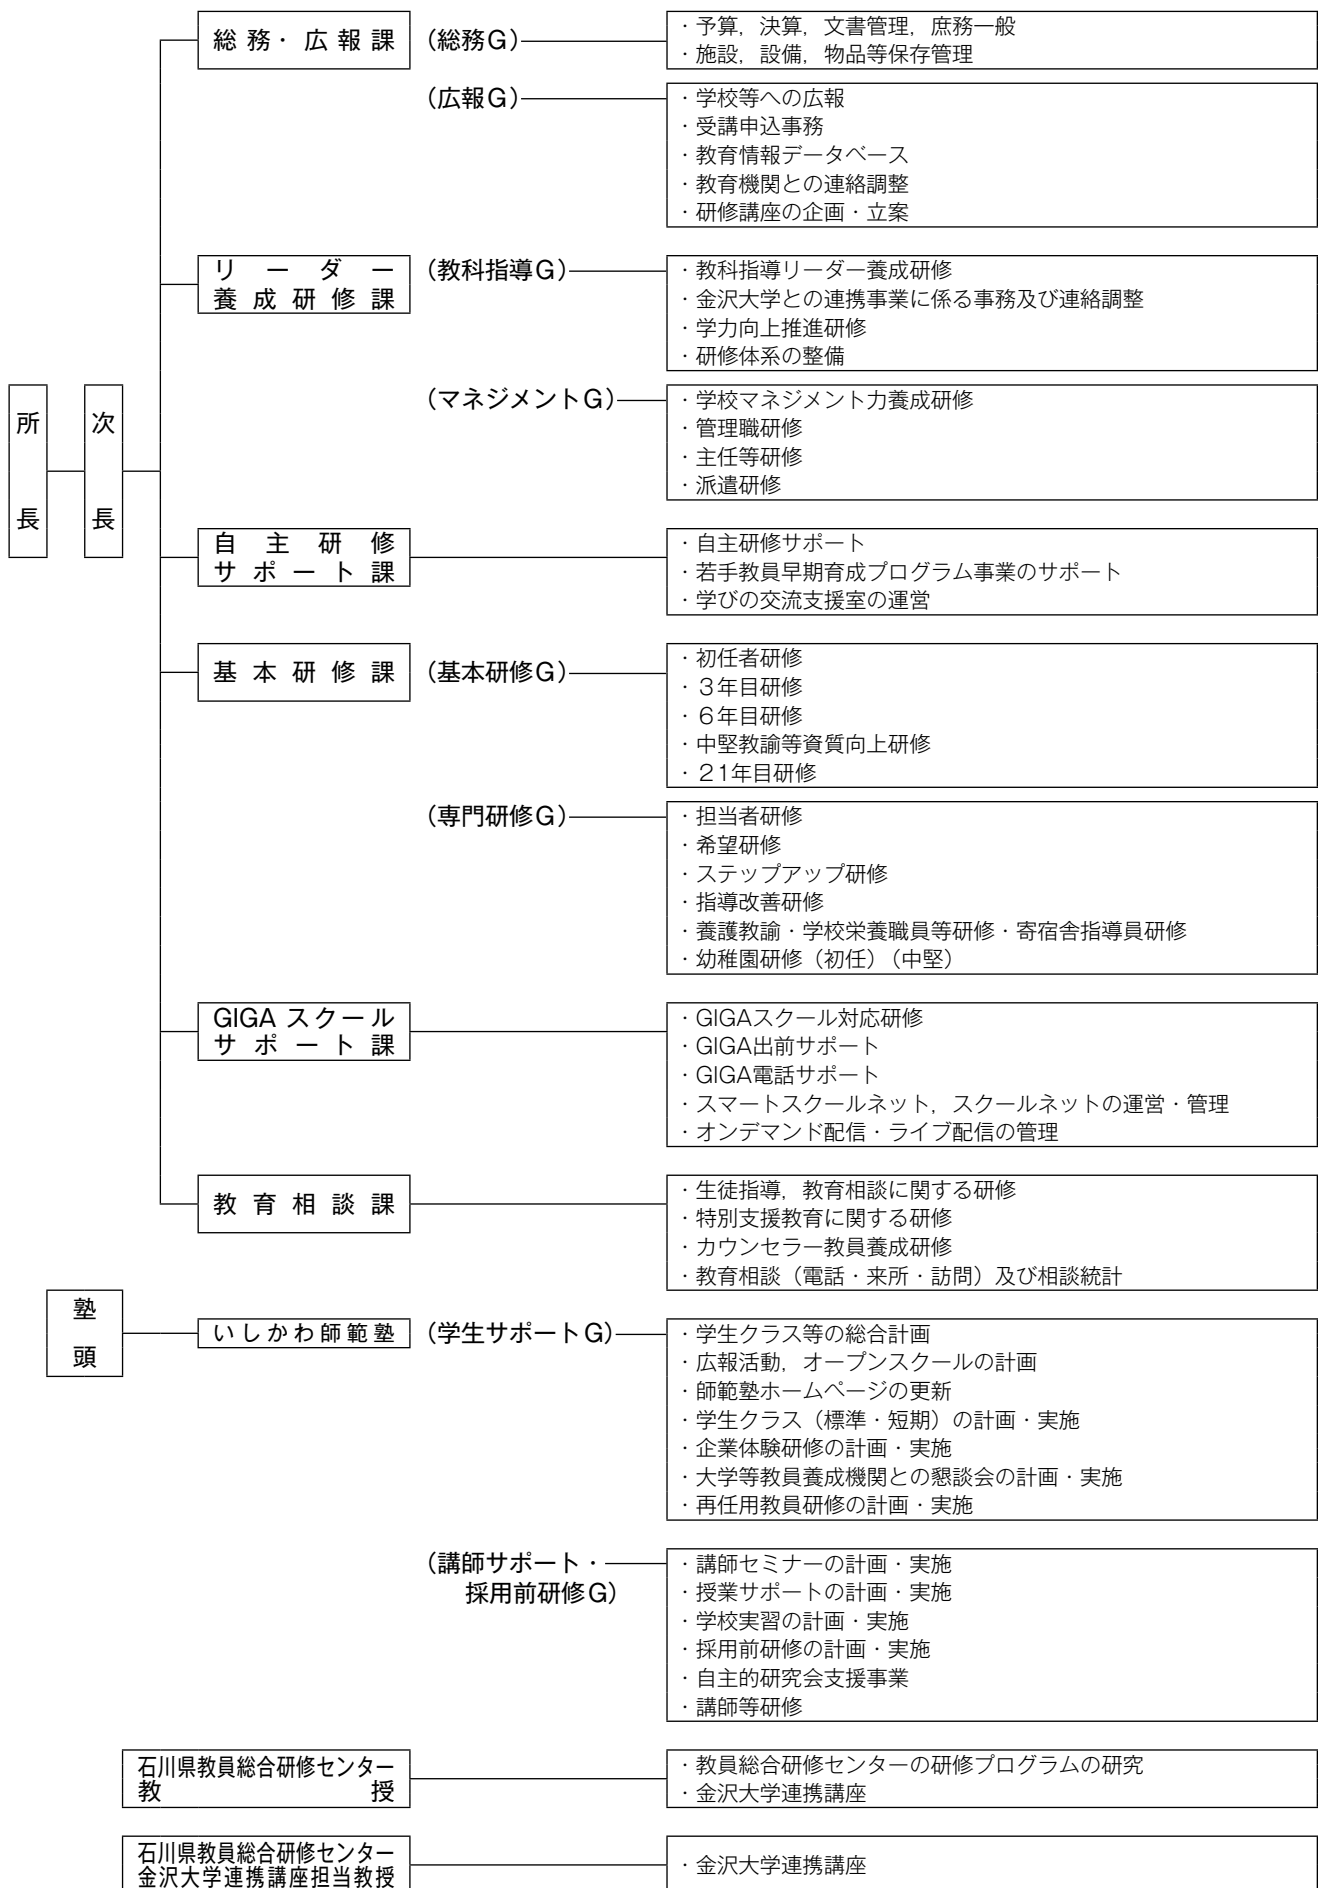 総務・広報課 （総務Ｇ）
・予算，決算，文書管理，庶務一般
・施設，設備，物品等保存管理
（広報Ｇ）
・学校等への広報
・受講申込事務
・教育情報データベース
・教育機関との連絡調整
・研修講座の企画・立案
リーダー
養成研修課
（教科指導Ｇ）
・教科指導リーダー養成研修
・金沢大学との連携事業に係る事務及び連絡調整
・学力向上推進研修
・研修体系の整備
所長
次長
（マネジメントＧ）
・学校マネジメント力養成研修
・管理職研修
・主任等研修
・派遣研修
自主研修
サポート課
・自主研修サポート
・若手教員早期育成プログラム事業のサポート
・学びの交流支援室の運営
基本研修課 （基本研修Ｇ）
・初任者研修
・３年目研修
・６年目研修
・中堅教諭等資質向上研修
・21年目研修
（専門研修Ｇ）
・担当者研修
・希望研修
・ステップアップ研修
・指導改善研修
・養護教諭・学校栄養職員等研修・寄宿舎指導員研修
・幼稚園研修（初任）（中堅）
GIGA スクール
サポート課
・GIGAスクール対応研修
・GIGA出前サポート
・GIGA電話サポート
・スマートスクールネット，スクールネットの運営・管理
・オンデマンド配信・ライブ配信の管理
教育相談課
・生徒指導，教育相談に関する研修
・特別支援教育に関する研修
・カウンセラー教員養成研修
・教育相談（電話・来所・訪問）及び相談統計
塾頭
いしかわ師範塾 （学生サポートＧ）
・学生クラス等の総合計画
・広報活動，オープンスクールの計画
・師範塾ホームページの更新
・学生クラス（標準・短期）の計画・実施
・企業体験研修の計画・実施
・大学等教員養成機関との懇談会の計画・実施
・再任用教員研修の計画・実施
（講師サポート・
採用前研修Ｇ）
・講師セミナーの計画・実施
・授業サポートの計画・実施
・学校実習の計画・実施
・採用前研修の計画・実施
・自主的研究会支援事業
・講師等研修
石川県教員総合研修センター
教授
・教員総合研修センターの研修プログラムの研究
・金沢大学連携講座
石川県教員総合研修センター
金沢大学連携講座担当教授
・金沢大学連携講座